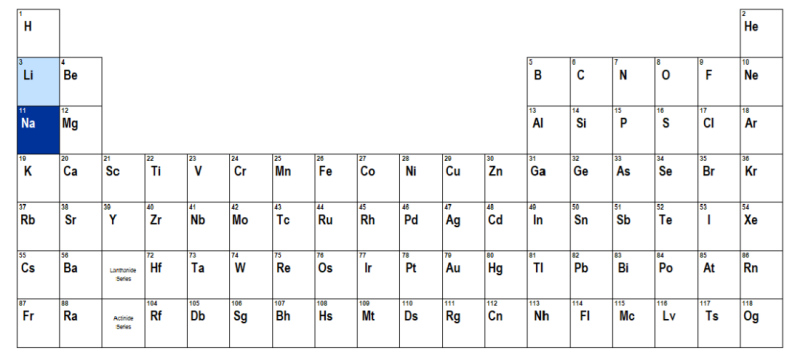 1 2
H He
3 4 5 6 7 8 9 10
Li Be B C N O F Ne
11 12 13 14 15 16 17 18
Na Mg Al Si P S Cl Ar
19 20 21 22 23 24 25 26 27 28 29 30 31 32 33 34 35 36
K Ca Sc Ti V Cr Mn Fe Co Ni Cu Zn Ga Ge As Se Br Kr
37 38 39 40 41 42 43 44 45 46 47 48 49 50 51 52 53 54
Rb Sr Y Zr Nb Mo Tc Ru Rh Pd Ag Cd In Sn Sb Te I Xe
55 56 72 73 74 75 76 77 78 79 80 81 82 83 84 85 86
Cs Ba Lanthanide Hf Ta W Re Os Ir Pt Au Hg Tl Pb Bi Po At Rn
Series
87 88 104 105 106 107 108 109 110 111 112 113 114 115 116 117 118
Fr Ra Actinide Rf Db Sg Bh Hs Mt Ds Rg Cn Nh Fl Mc Lv Ts Og
Series